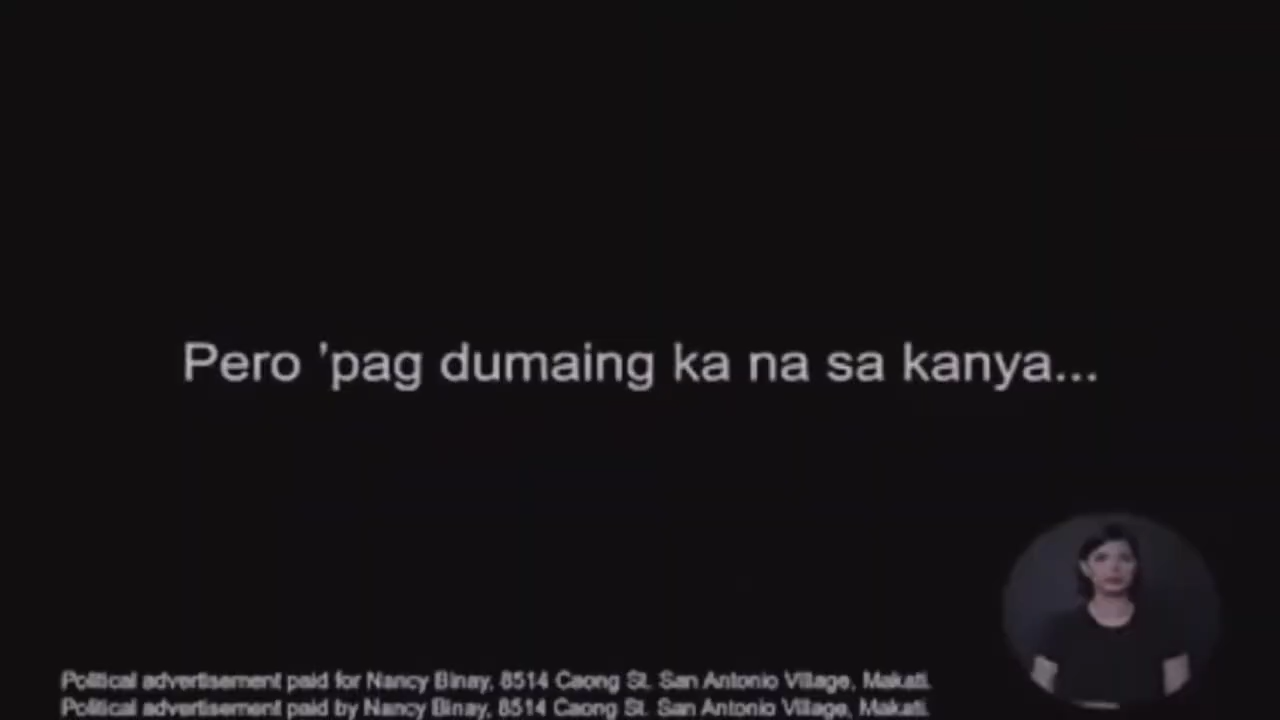 Pero 'pag dumaing ka na sa kanya...
Political advertisement paid for Nancy Binay, 8514 Caong St. San Antonio Village, Makati.
Political advertisement paid by Nancy Binay, 8514 Caong St. San Antonio Village, Makati.